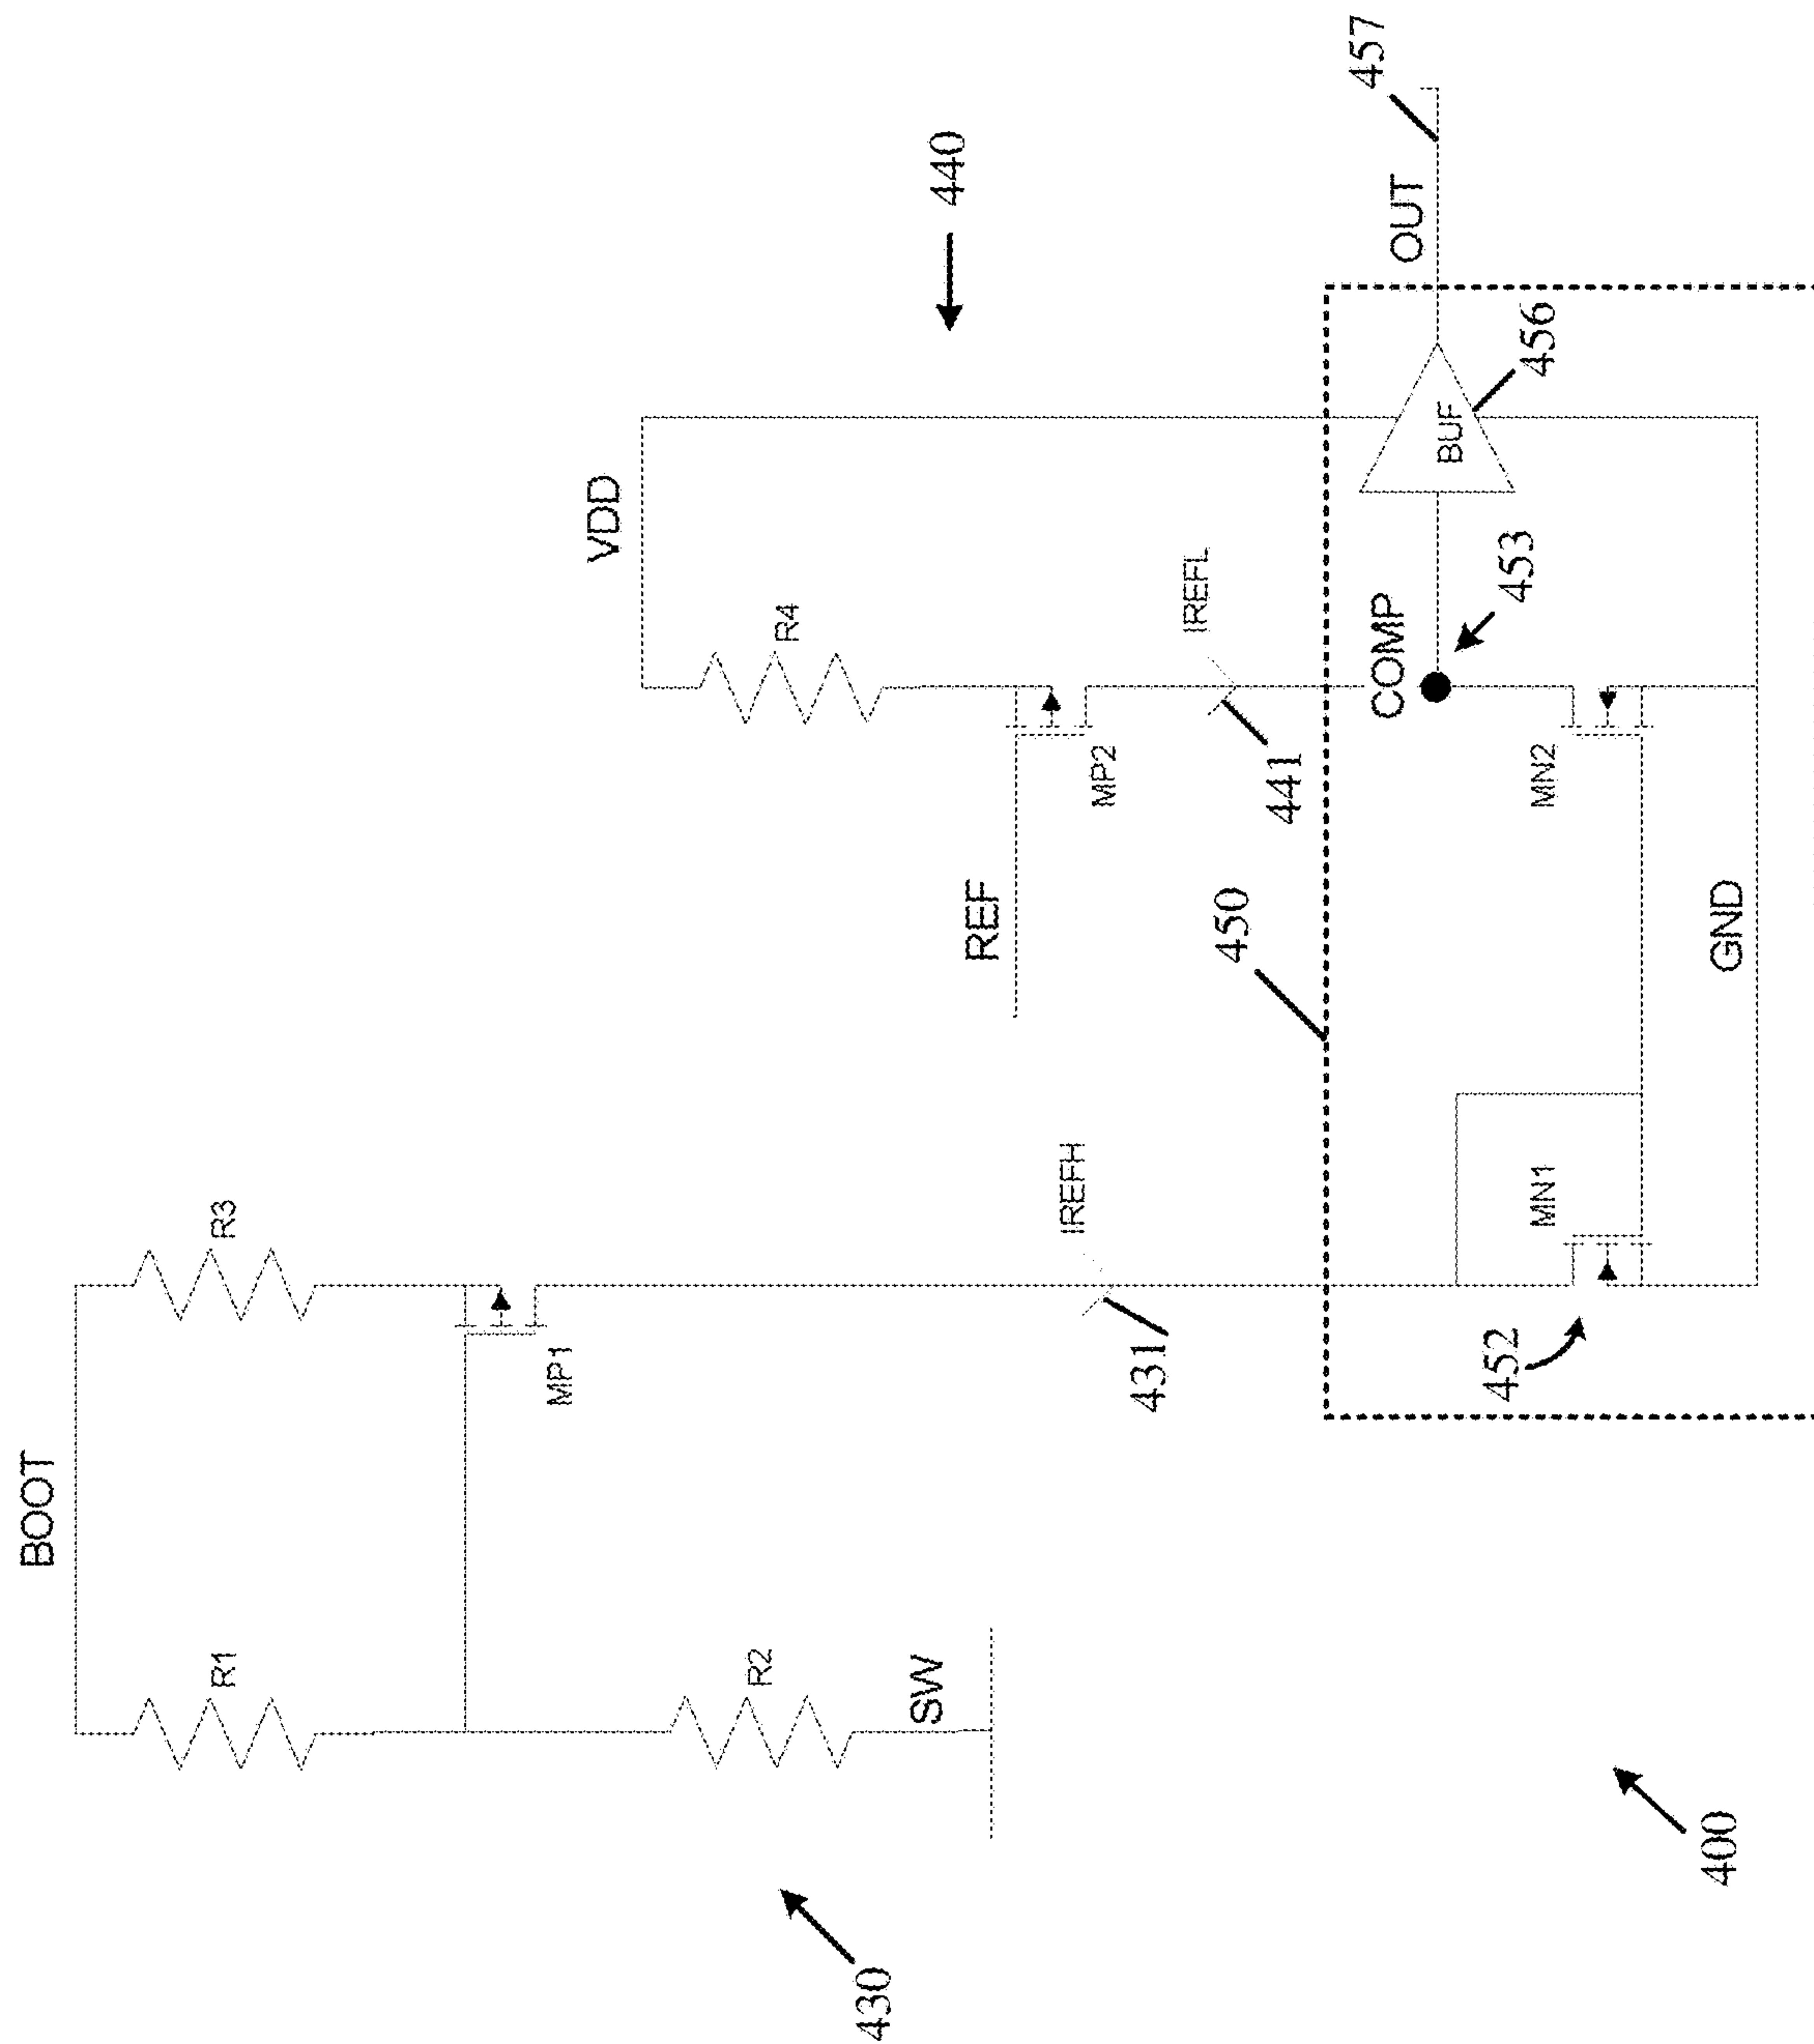 BOOT
R1
R3
MP1
R2
SW
430
IREFH
431
VDD
R4
REF
MP2
IREFL
441
440
450
COMP
453
BUF
456
OUT
457
MN1
452
MN2
GND
400